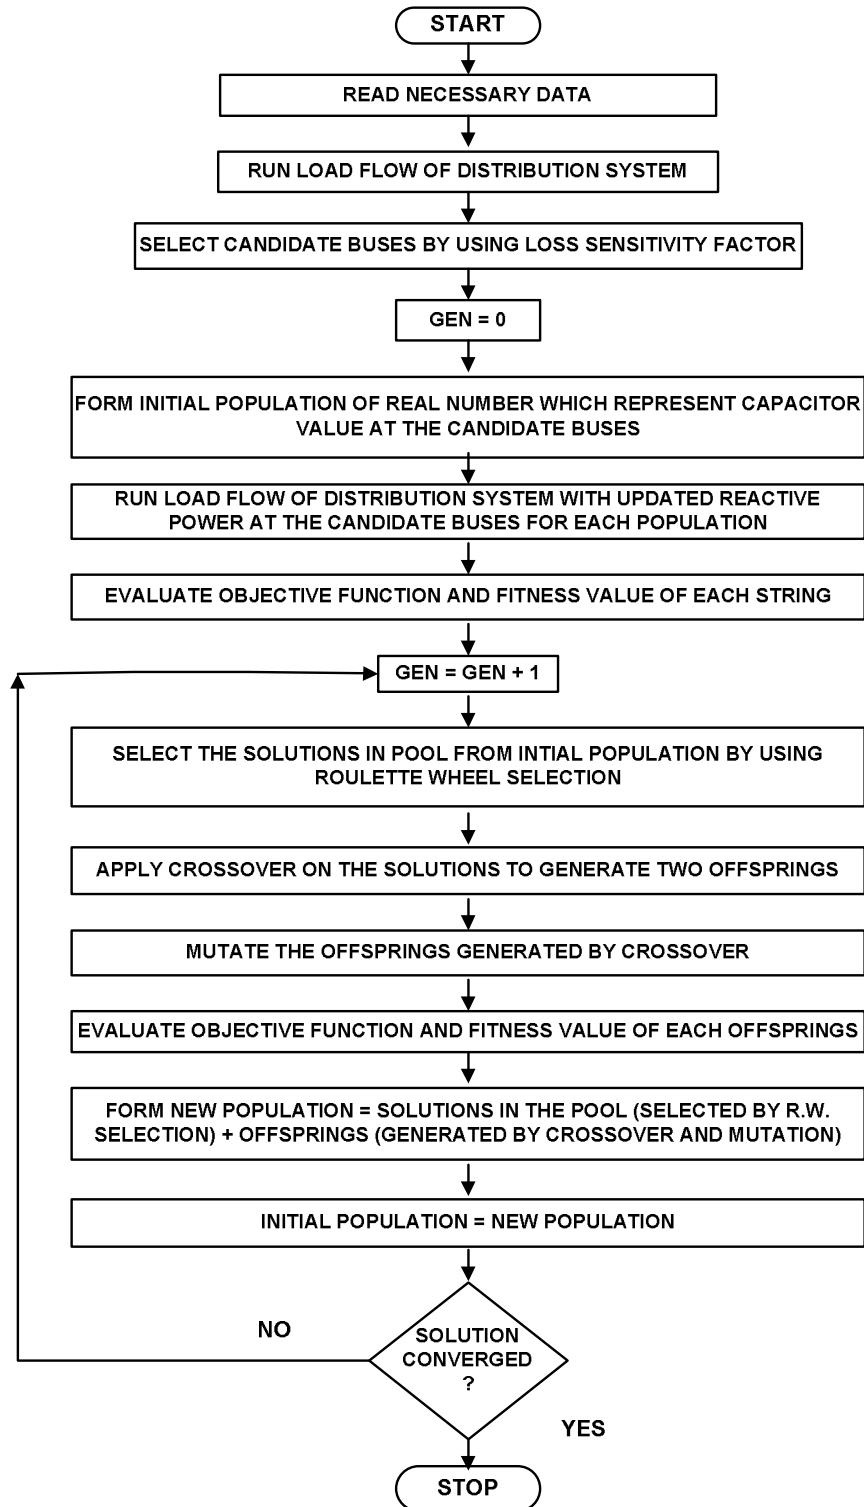 START
READ NECESSARY DATA
RUN LOAD FLOW OF DISTRIBUTION SYSTEM
SELECT CANDIDATE BUSES BY USING LOSS SENSITIVITY FACTOR
GEN = 0
FORM INITIAL POPULATION OF REAL NUMBER WHICH REPRESENT CAPACITOR
VALUE AT THE CANDIDATE BUSES
RUN LOAD FLOW OF DISTRIBUTION SYSTEM WITH UPDATED REACTIVE
POWER AT THE CANDIDATE BUSES FOR EACH POPULATION
EVALUATE OBJECTIVE FUNCTION AND FITNESS VALUE OF EACH STRING
GEN = GEN + 1
SELECT THE SOLUTIONS IN POOL FROM INTIAL POPULATION BY USING
ROULETTE WHEEL SELECTION
APPLY CROSSOVER ON THE SOLUTIONS TO GENERATE TWO OFFSPRINGS
MUTATE THE OFFSPRINGS GENERATED BY CROSSOVER
EVALUATE OBJECTIVE FUNCTION AND FITNESS VALUE OF EACH OFFSPRINGS
FORM NEW POPULATION = SOLUTIONS IN THE POOL (SELECTED BY R.W.
SELECTION) + OFFSPRINGS (GENERATED BY CROSSOVER AND MUTATION)
INITIAL POPULATION = NEW POPULATION
NO
SOLUTION
CONVERGED
?
YES
STOP